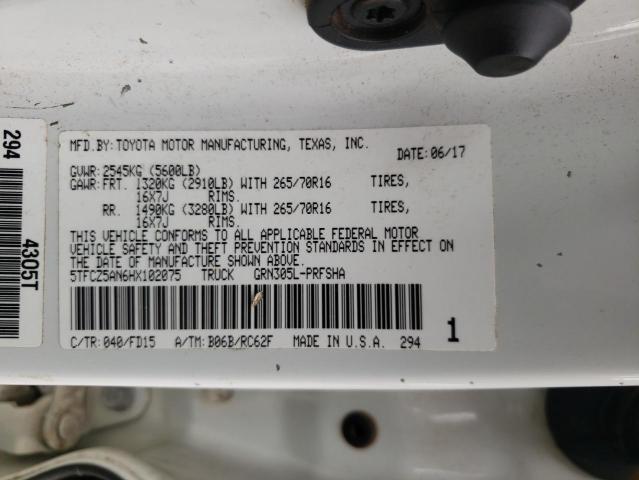 MFD.BY:TOYOTA MOTOR MANUFACTURING, TEXAS, INC.
DATE:06/17
GVWR:2545KG (5600LB)
GAWR:FRT. 1320KG (2910LB) WITH 265/70R16 TIRES,
16X7J RIMS.
RR. 1490KG (3280LB) WITH 265/70R16 TIRES,
16X7J RIMS.
THIS VEHICLE CONFORMS TO ALL APPLICABLE FEDERAL MOTOR
VEHICLE SAFETY AND THEFT PREVENTION STANDARDS IN EFFECT ON
THE DATE OF MANUFACTURE SHOWN ABOVE.
5TFCZ5AN6HX102075 TRUCK GRN305L-PRFSHA
C/TR:040/FD15 A/TM:B06B/RC62F MADE IN U.S.A. 294 1
294
4305T